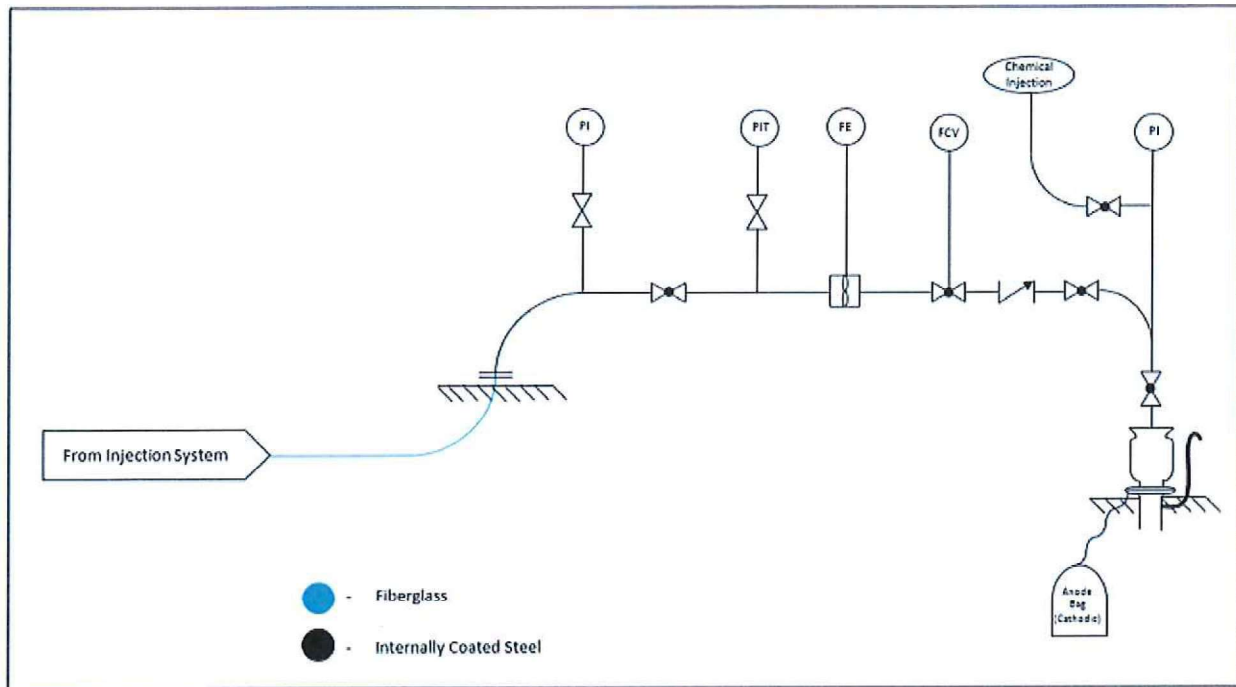 Chemical
Injection
PI
PIT
FE
FCV
PI
From Injection System
- Fiberglass
- Internally Coated Steel
Anode
Bag
(Cathodic)